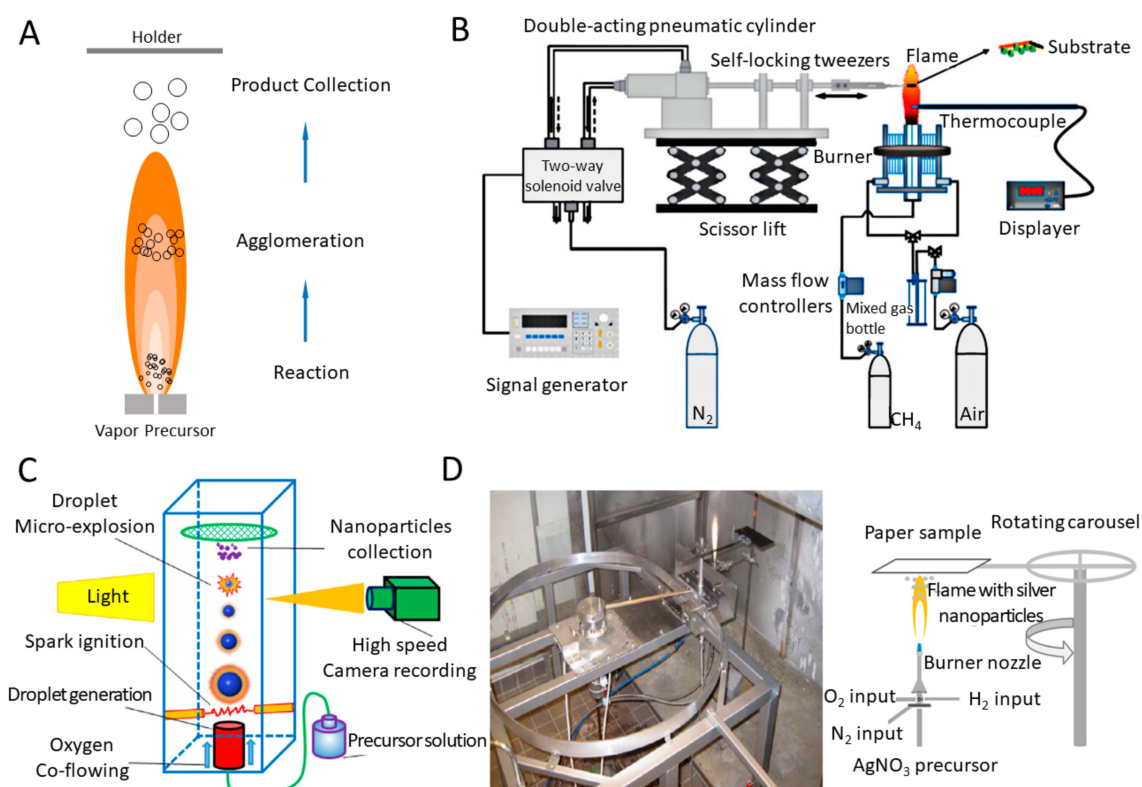 A
Holder
Product Collection
Agglomeration
Reaction
Vapor Precursor
B
Double-acting pneumatic cylinder
Self-locking tweezers
Flame
Substrate
Thermocouple
Burner
Two-way
solenoid valve
Scissor lift
Displayer
Mass flow
controllers
Mixed gas
bottle
Signal generator
N2
CH4
Air
C
Droplet
Micro-explosion
Nanoparticles
collection
Light
Spark ignition
High speed
Camera recording
Droplet generation
Oxygen
Co-flowing
Precursor solution
D
Paper sample
Rotating carousel
Flame with silver
nanoparticles
Burner nozzle
O2 input
H2 input
N2 input
AgNO3 precursor